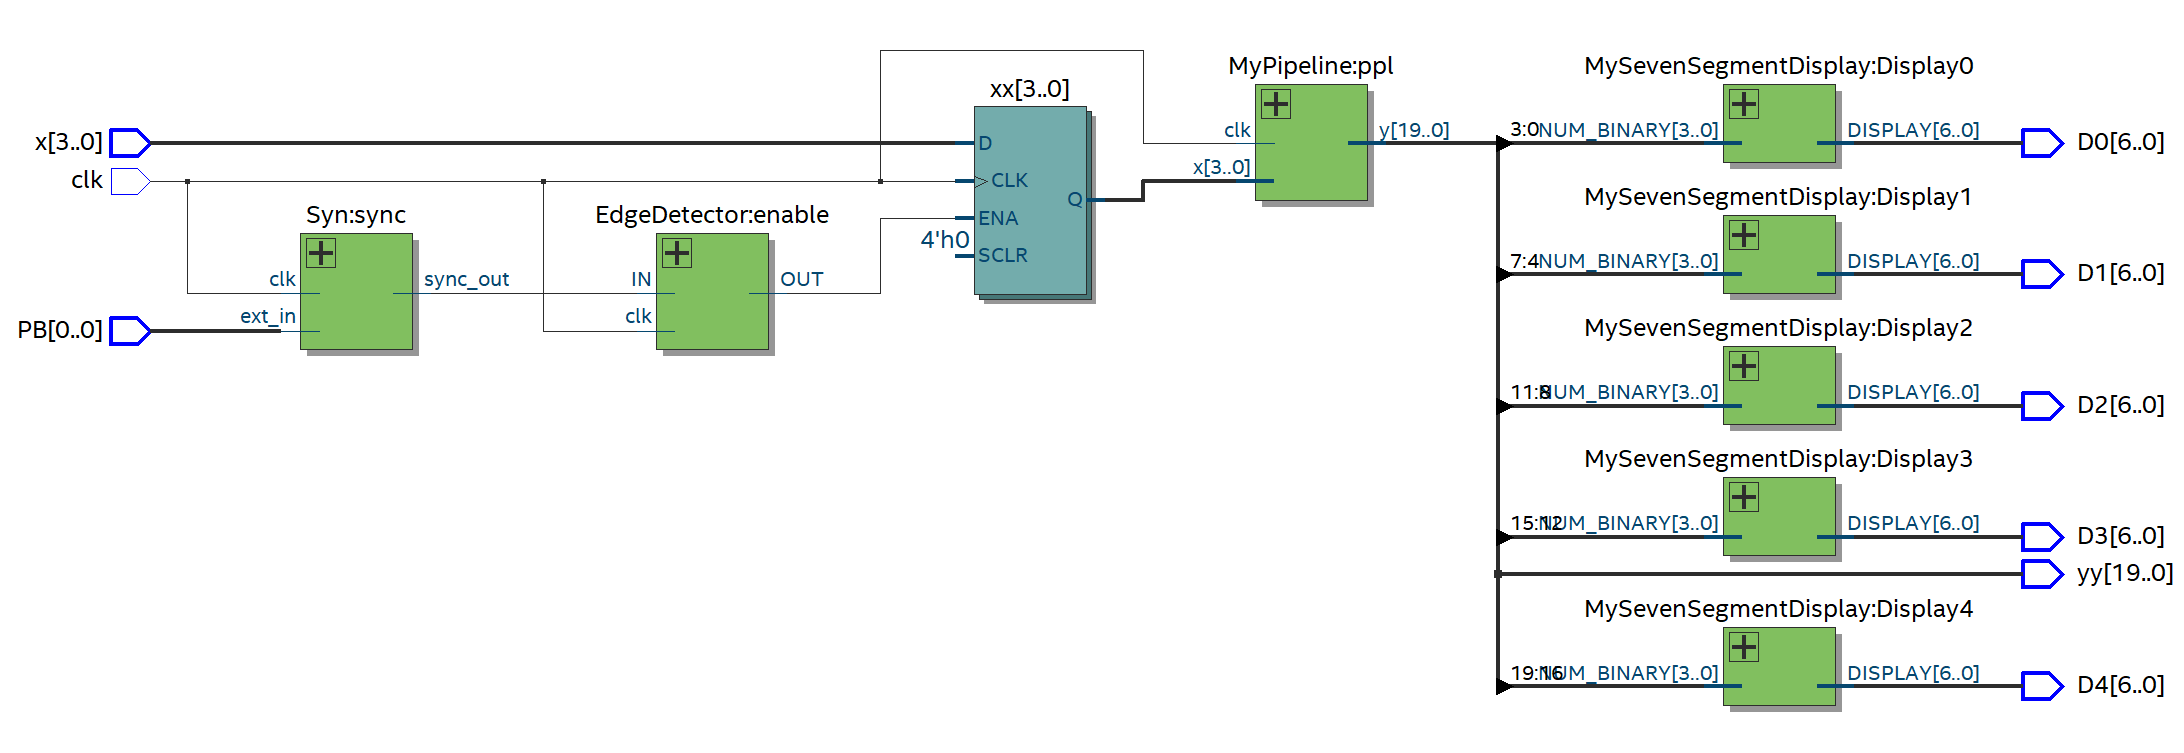 MyPipeline:ppl
MySevenSegmentDisplay:Display0
xx[3..0]
clk
y[19..0]
3:0
NUM_BINARY[3..0]
DISPLAY[6..0]
x[3..0]
D
D0[6..0]
x[3..0]
clk
CLK
Q
MySevenSegmentDisplay:Display1
Syn:sync
EdgeDetector:enable
ENA
4'h0
SCLR
7:4
NUM_BINARY[3..0]
DISPLAY[6..0]
D1[6..0]
clk
sync_out
IN
OUT
ext_in
clk
PB[0..0]
MySevenSegmentDisplay:Display2
11:8
NUM_BINARY[3..0]
DISPLAY[6..0]
D2[6..0]
MySevenSegmentDisplay:Display3
15:12
NUM_BINARY[3..0]
DISPLAY[6..0]
D3[6..0]
yy[19..0]
MySevenSegmentDisplay:Display4
19:16
NUM_BINARY[3..0]
DISPLAY[6..0]
D4[6..0]